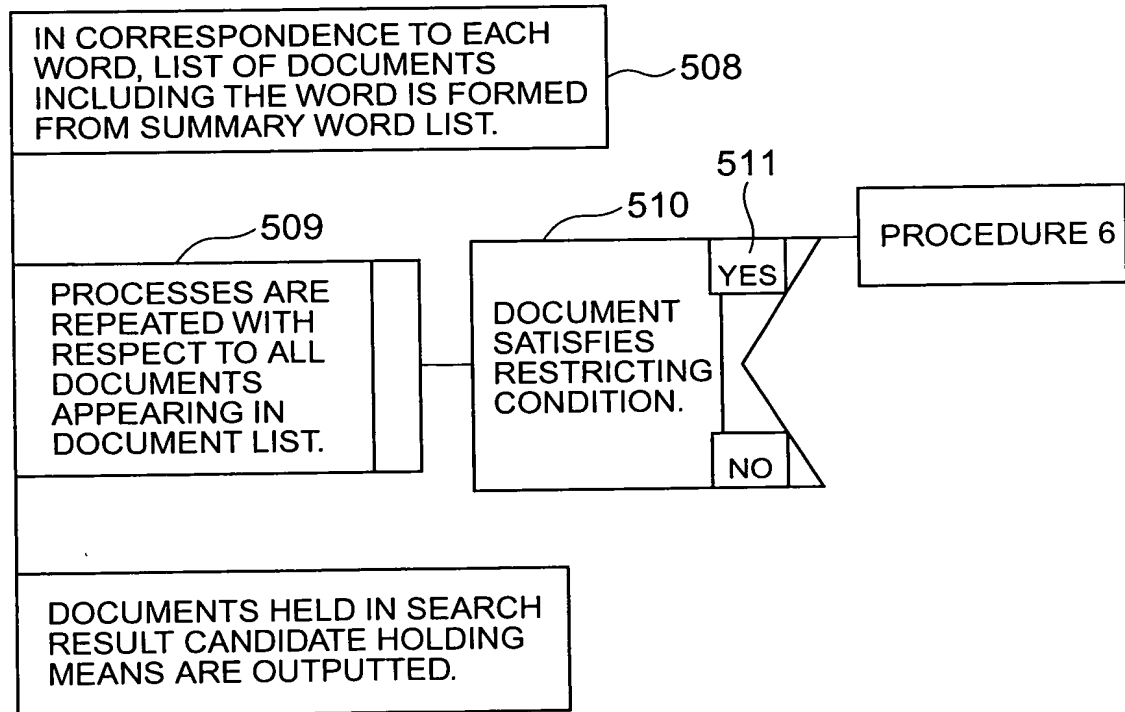 IN CORRESPONDENCE TO EACH
WORD, LIST OF DOCUMENTS
INCLUDING THE WORD IS FORMED
FROM SUMMARY WORD LIST.
508
511
510
509
PROCEDURE 6
YES
PROCESSES ARE
REPEATED WITH
RESPECT TO ALL
DOCUMENTS
APPEARING IN
DOCUMENT LIST.
DOCUMENT
SATISFIES
RESTRICTING
CONDITION.
NO
DOCUMENTS HELD IN SEARCH
RESULT CANDIDATE HOLDING
MEANS ARE OUTPUTTED.